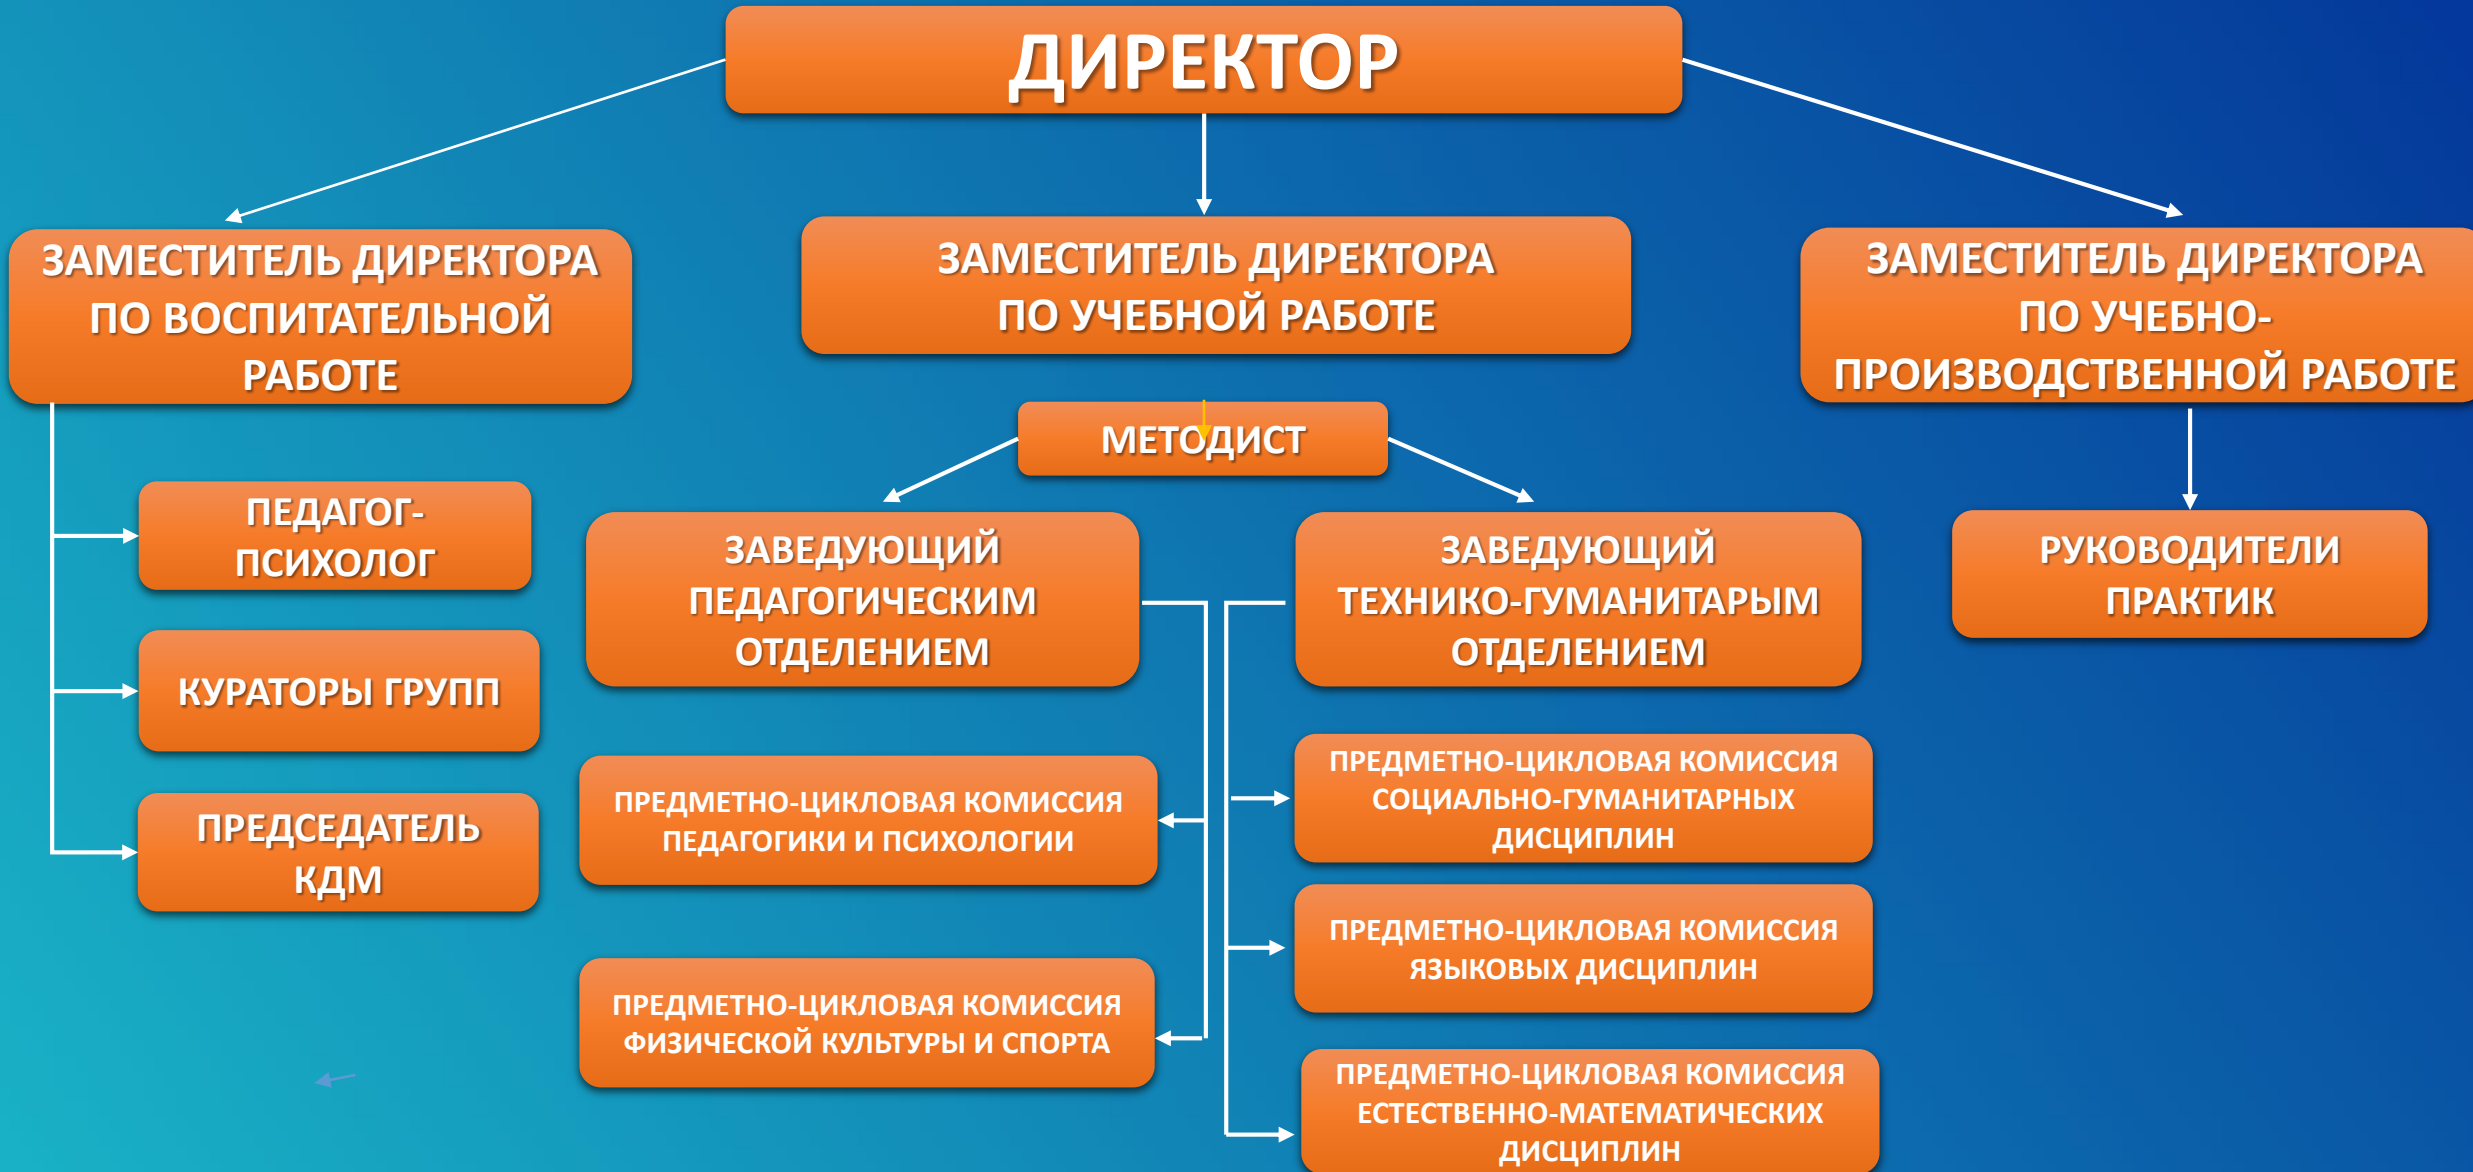 ДИРЕКТОР
ЗАМЕСТИТЕЛЬ ДИРЕКТОРА
ПО ВОСПИТАТЕЛЬНОЙ
РАБОТЕ
ЗАМЕСТИТЕЛЬ ДИРЕКТОРА
ПО УЧЕБНОЙ РАБОТЕ
ЗАМЕСТИТЕЛЬ ДИРЕКТОРА
ПО УЧЕБНО-
ПРОИЗВОДСТВЕННОЙ РАБОТЕ
МЕТОДИСТ
ПЕДАГОГ-
ПСИХОЛОГ
КУРАТОРЫ ГРУПП
ПРЕДСЕДАТЕЛЬ
КДМ
ЗАВЕДУЮЩИЙ
ПЕДАГОГИЧЕСКИМ
ОТДЕЛЕНИЕМ
ЗАВЕДУЮЩИЙ
ТЕХНИКО-ГУМАНИТАРЫМ
ОТДЕЛЕНИЕМ
РУКОВОДИТЕЛИ
ПРАКТИК
ПРЕДМЕТНО-ЦИКЛОВАЯ КОМИССИЯ
ПЕДАГОГИКИ И ПСИХОЛОГИИ
ПРЕДМЕТНО-ЦИКЛОВАЯ КОМИССИЯ
ФИЗИЧЕСКОЙ КУЛЬТУРЫ И СПОРТА
ПРЕДМЕТНО-ЦИКЛОВАЯ КОМИССИЯ
СОЦИАЛЬНО-ГУМАНИТАРНЫХ
ДИСЦИПЛИН
ПРЕДМЕТНО-ЦИКЛОВАЯ КОМИССИЯ
ЯЗЫКОВЫХ ДИСЦИПЛИН
ПРЕДМЕТНО-ЦИКЛОВАЯ КОМИССИЯ
ЕСТЕСТВЕННО-МАТЕМАТИЧЕСКИХ
ДИСЦИПЛИН